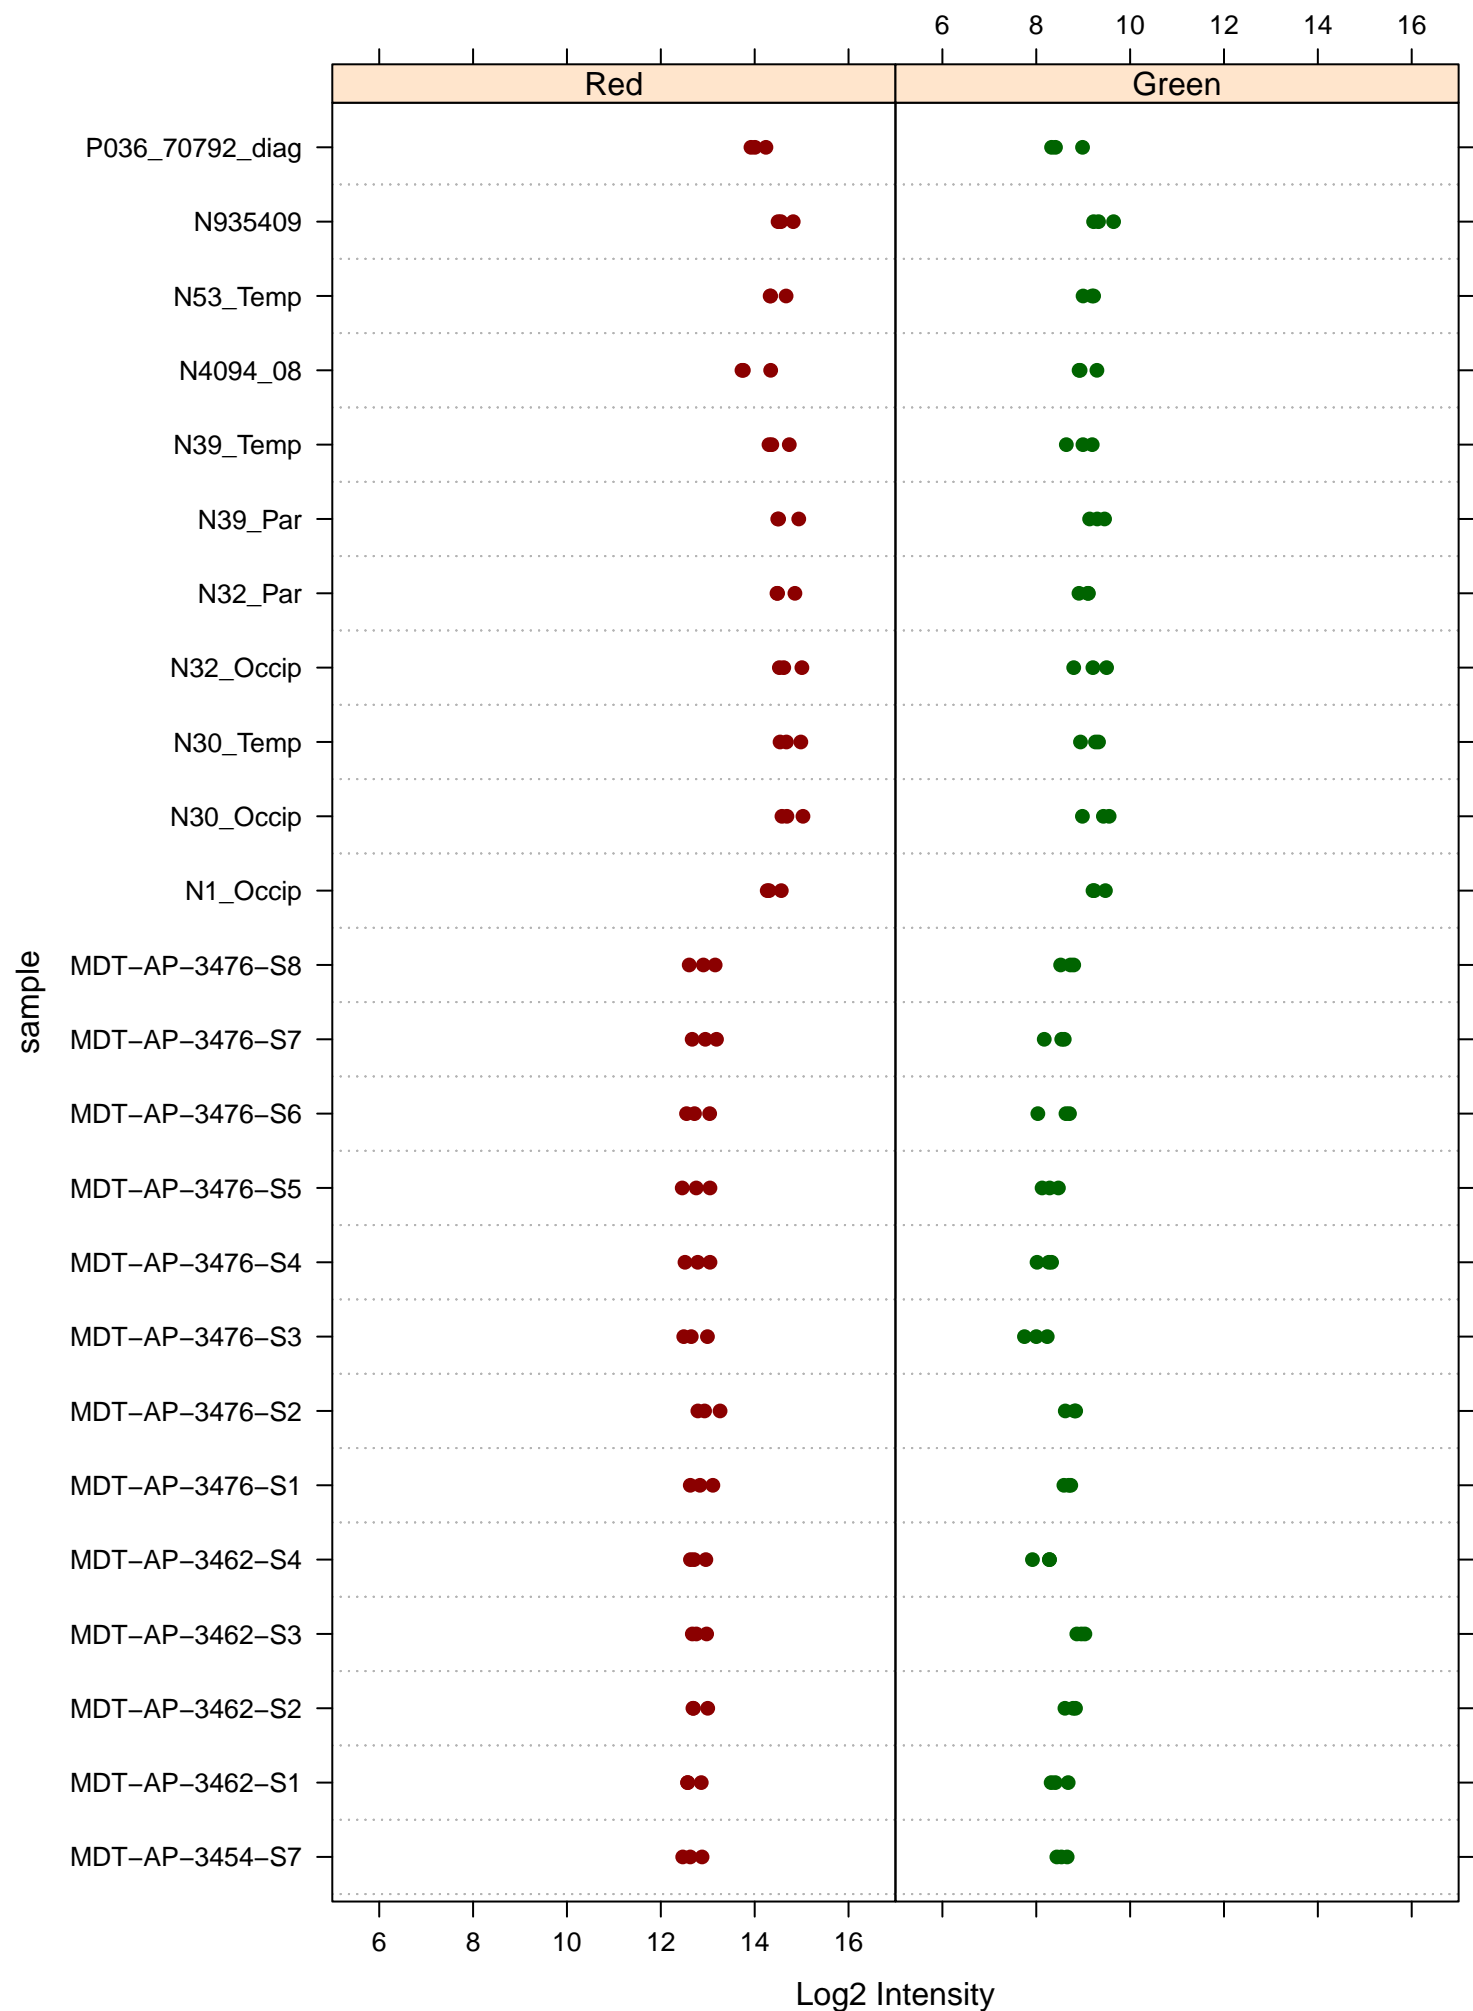 6 8 10 12 14 16
Red Green
P036_70792_diag
N935409
N53_Temp
N4094_08
N39_Temp
N39_Par
N32_Par
N32_Occip
N30_Temp
N30_Occip
N1_Occip
MDT−AP−3476−S8
MDT−AP−3476−S7
MDT−AP−3476−S6
MDT−AP−3476−S5
MDT−AP−3476−S4
MDT−AP−3476−S3
MDT−AP−3476−S2
MDT−AP−3476−S1
MDT−AP−3462−S4
MDT−AP−3462−S3
MDT−AP−3462−S2
MDT−AP−3462−S1
MDT−AP−3454−S7
sample
6 8 10 12 14 16
Log2 Intensity